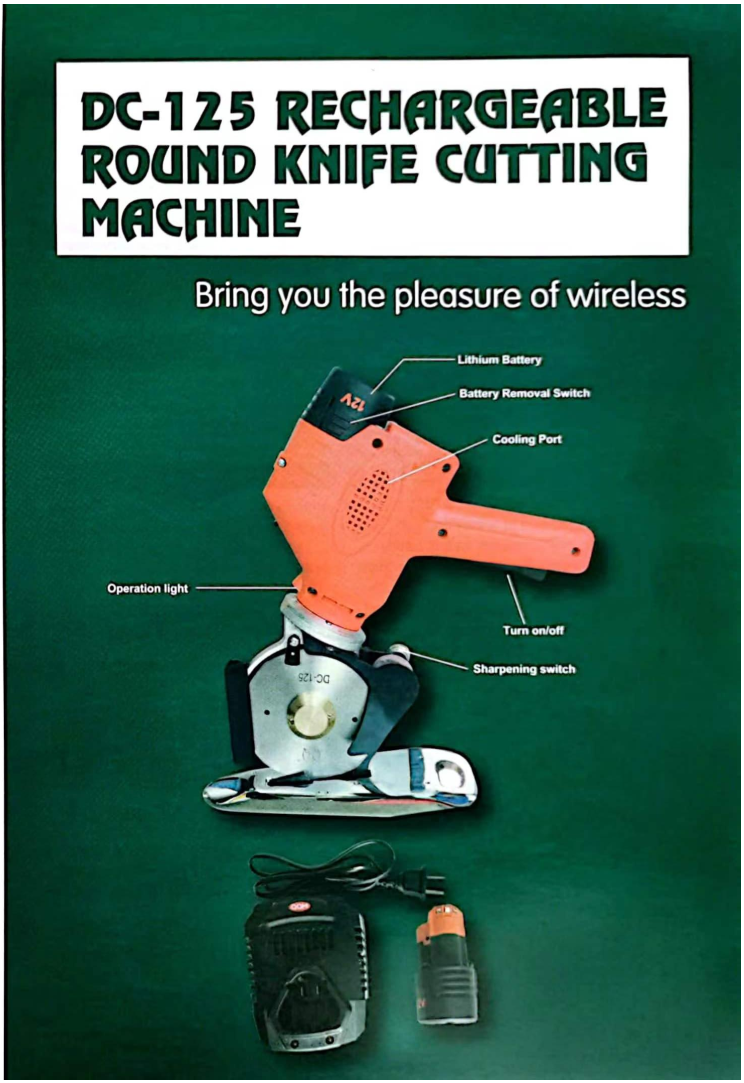 DC-125 RECHARGEABLE
ROUND KNIFE CUTTING
MACHINE
Bring you the pleasure of wireless
Lithium Battery
12V
Battery Removal Switch
Cooling Port
Operation light
Turn on/off
Sharpening switch
DC-125